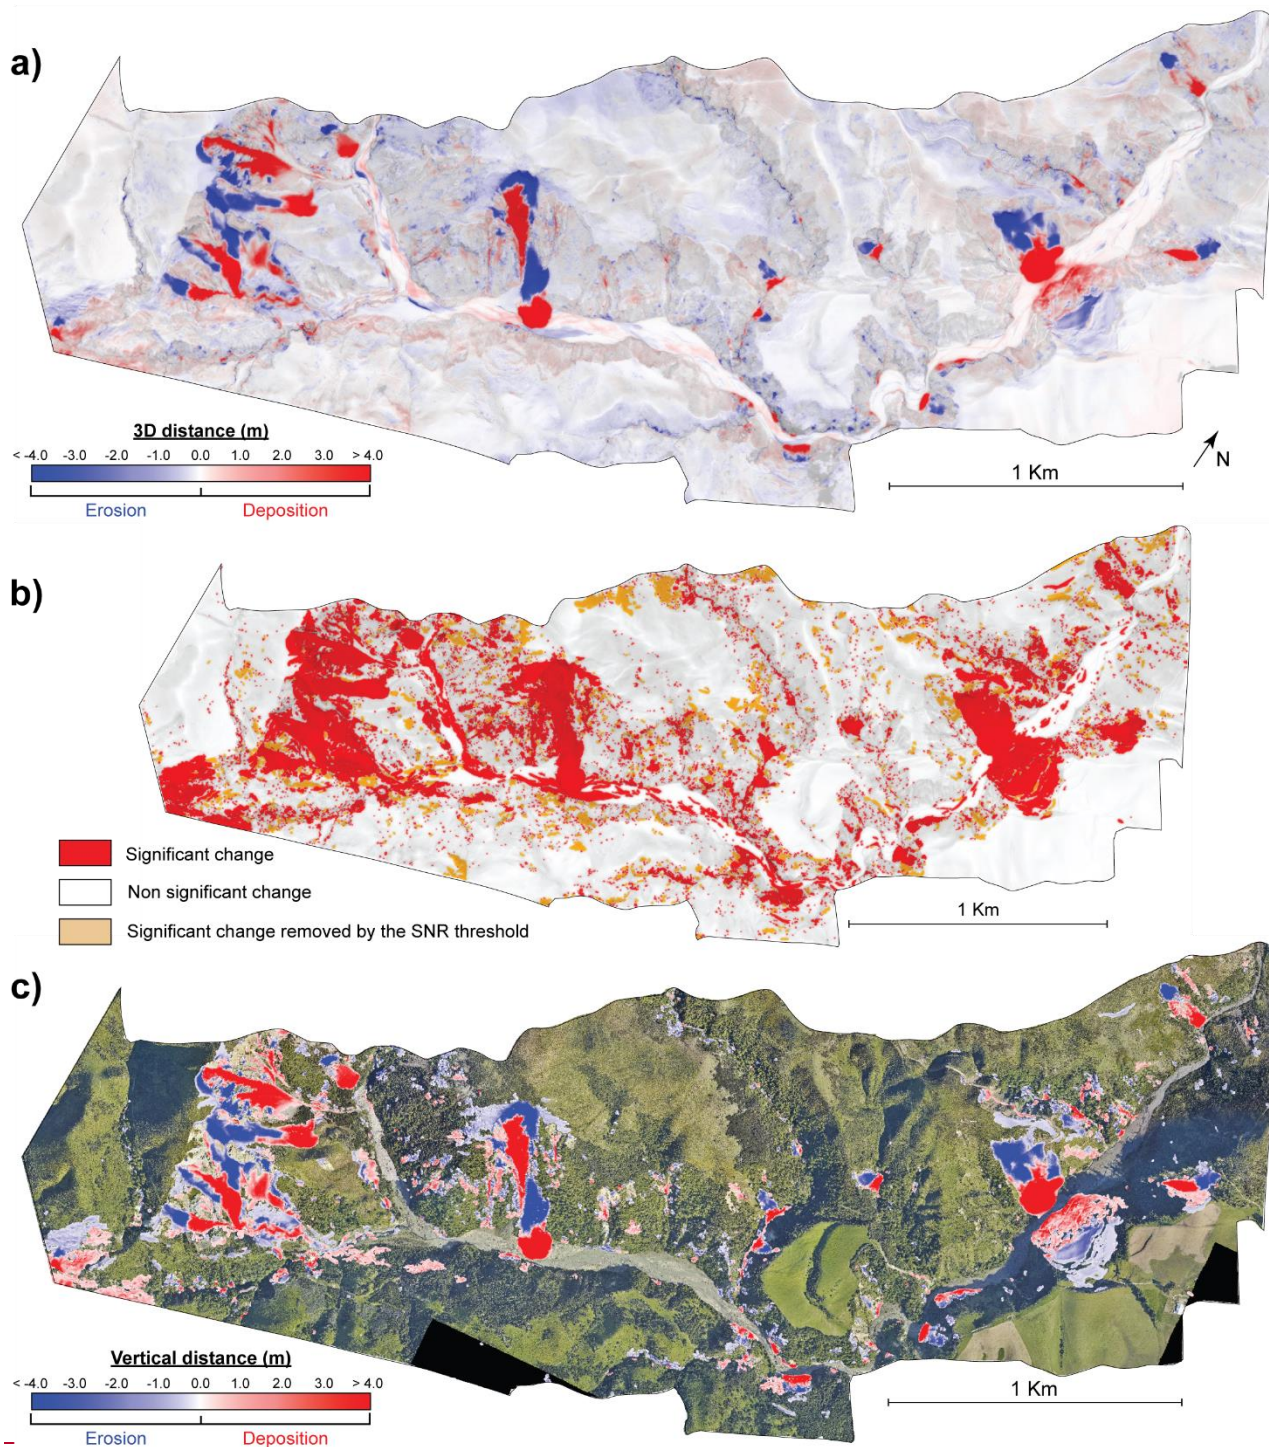 a)
3D distance (m)
< -4.0 -3.0 -2.0 -1.0 0.0 1.0 2.0 3.0 > 4.0
Erosion Deposition
N
1 Km
b)
Significant change
Non significant change
Significant change removed by the SNR threshold
1 Km
c)
Vertical distance (m)
< -4.0 -3.0 -2.0 -1.0 0.0 1.0 2.0 3.0 > 4.0
Erosion Deposition
1 Km